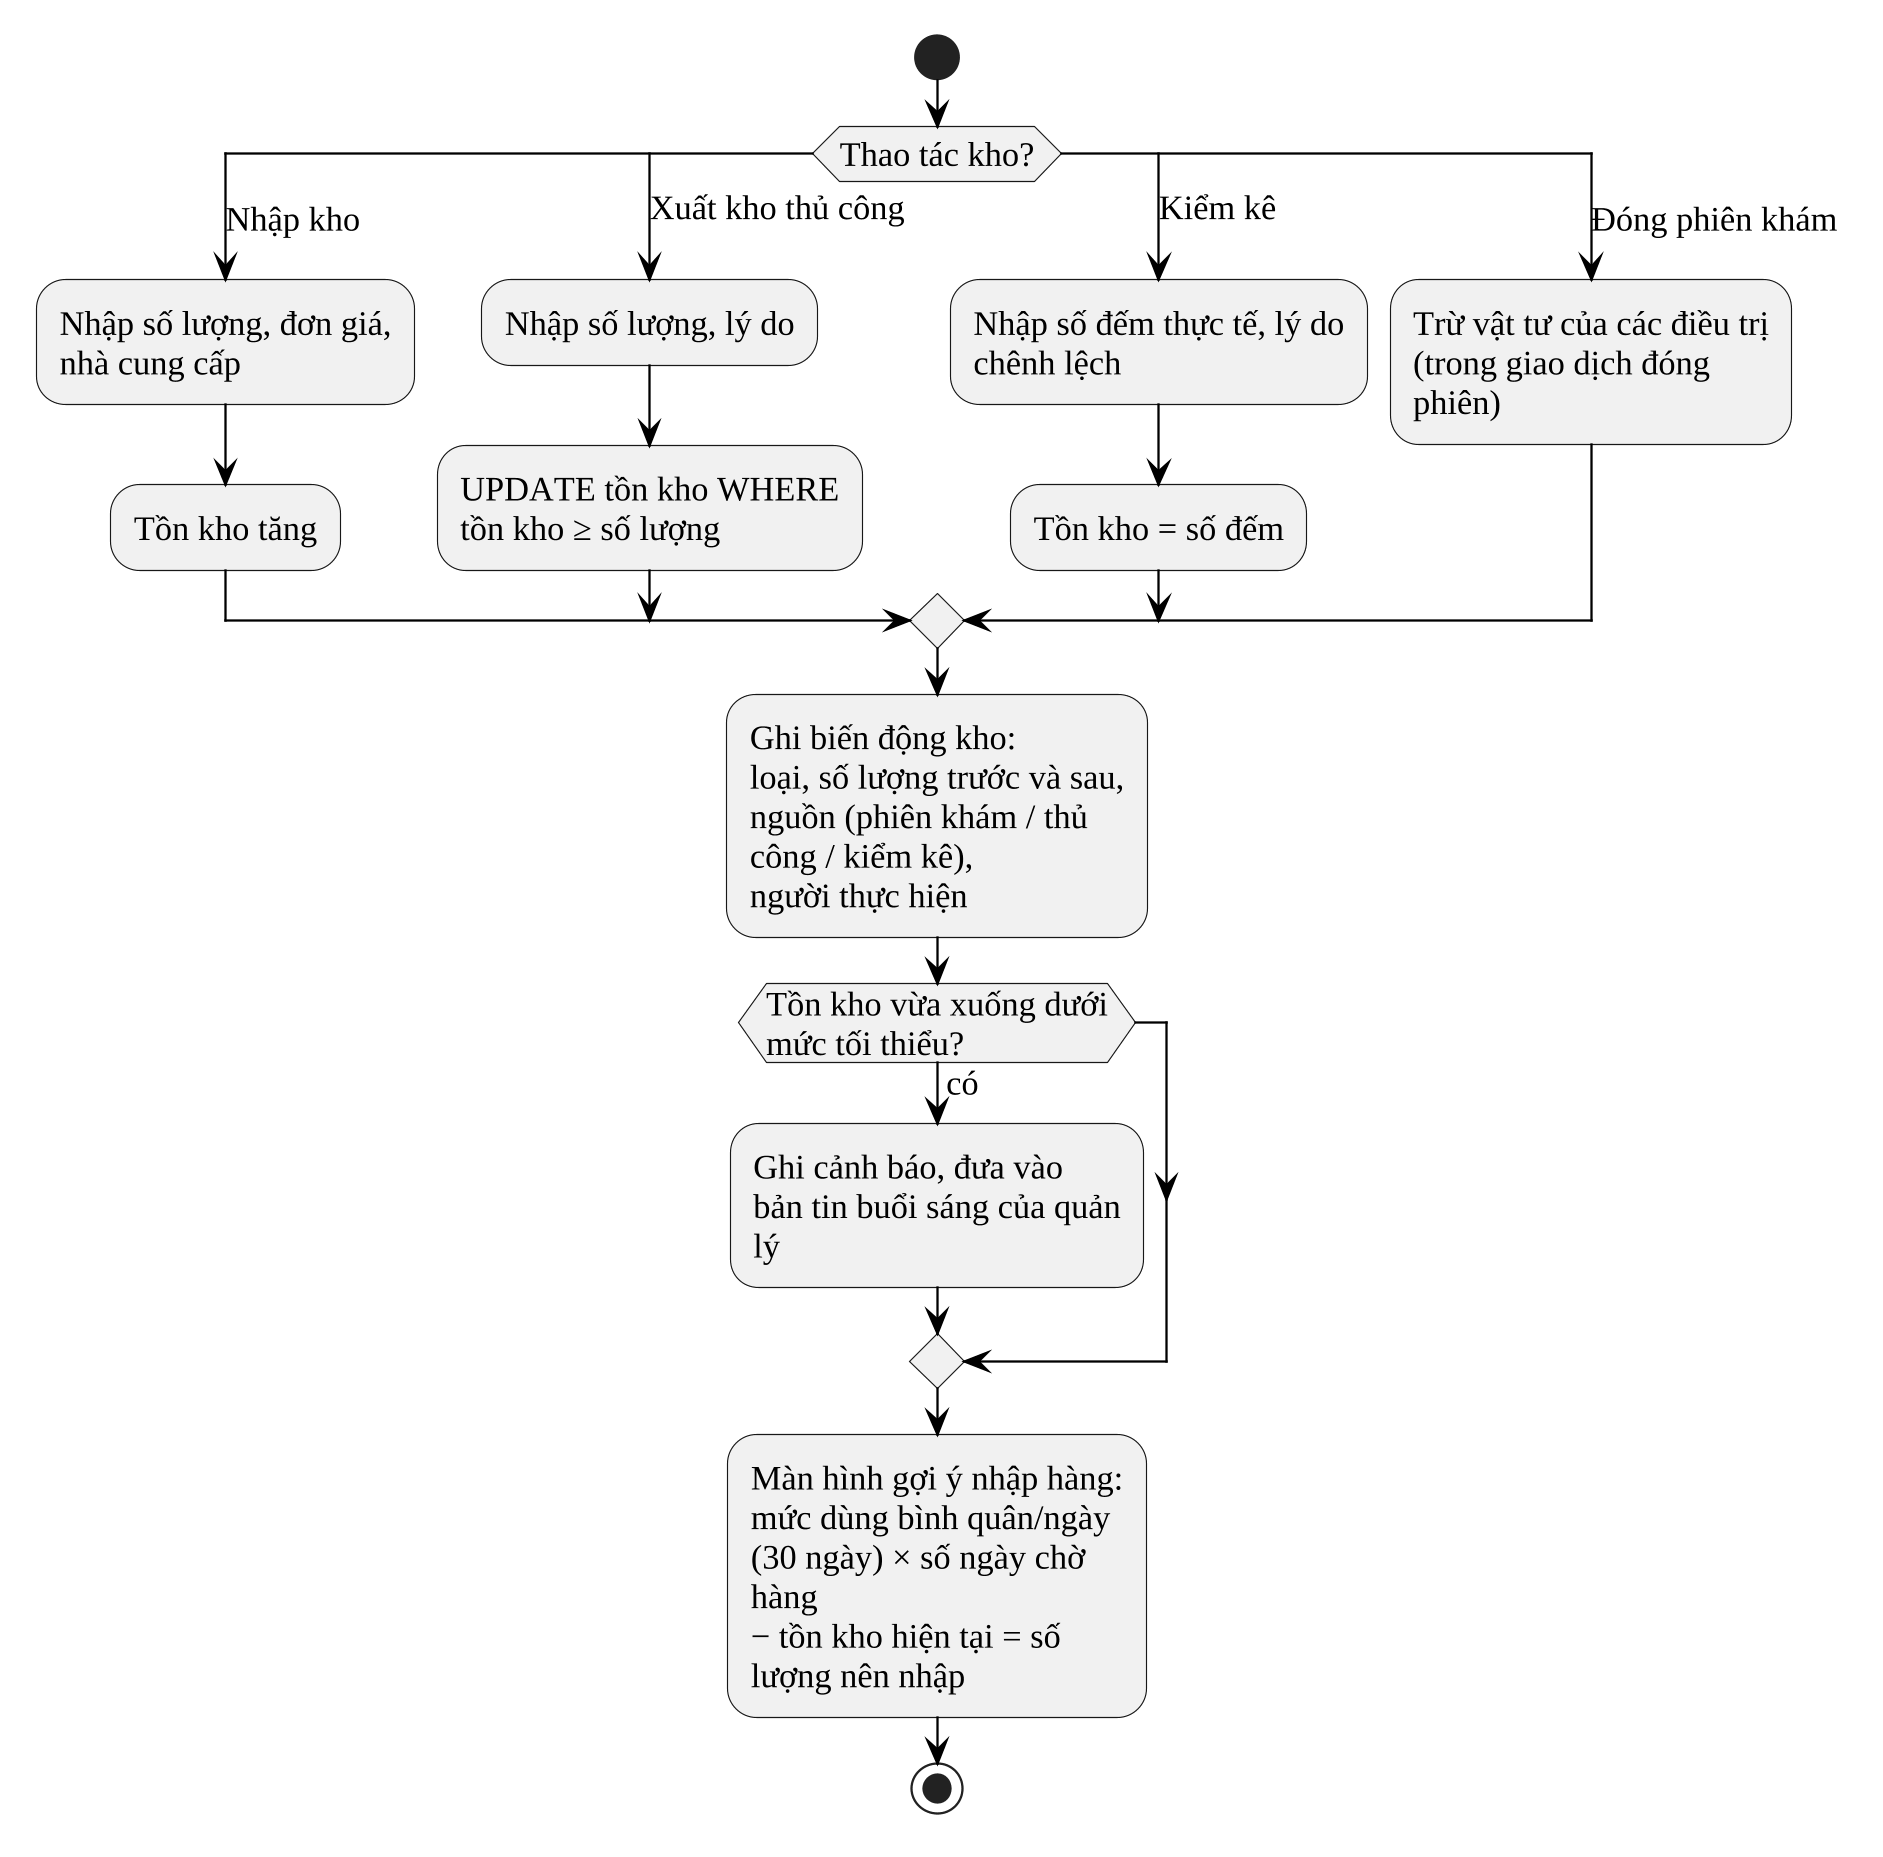 Thao tác kho?
Nhập kho
Xuất kho thủ công
Kiểm kê
Đóng phiên khám
Nhập số lượng, đơn giá,
nhà cung cấp
Tồn kho tăng
Nhập số lượng, lý do
UPDATE tồn kho WHERE
tồn kho ≥ số lượng
Nhập số đếm thực tế, lý do
chênh lệch
Tồn kho = số đếm
Trừ vật tư của các điều trị
(trong giao dịch đóng
phiên)
Ghi biến động kho:
loại, số lượng trước và sau,
nguồn (phiên khám / thủ
công / kiểm kê),
người thực hiện
Tồn kho vừa xuống dưới
mức tối thiểu?
có
Ghi cảnh báo, đưa vào
bản tin buổi sáng của quản
lý
Màn hình gợi ý nhập hàng:
mức dùng bình quân/ngày
(30 ngày) × số ngày chờ
hàng
− tồn kho hiện tại = số
lượng nên nhập